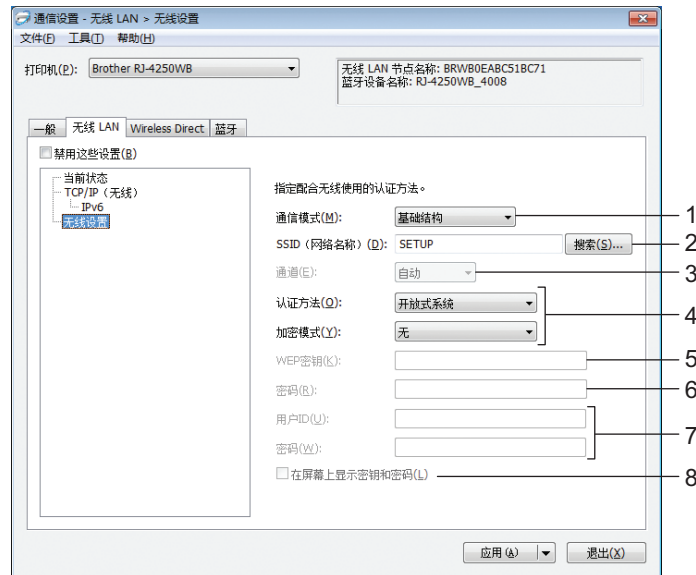 通信设置 - 无线 LAN > 无线设置
文件(F) 工具(T) 帮助(H)
打印机(P): Brother RJ-4250WB
无线 LAN 节点名称: BRWB0EABC51BC71
蓝牙设备名称: RJ-4250WB_4008
一般 无线 LAN Wireless Direct 蓝牙
禁用这些设置(B)
当前状态
TCP/IP（无线）
IPv6
无线设置
指定配合无线使用的认证方法。
通信模式(M): 基础结构 1
SSID（网络名称）(D): SETUP 搜索(S)... 2
通道(E): 自动 3
认证方法(O): 开放式系统
4
加密模式(Y): 无
WEP密钥(K): 5
密码(R): 6
用户ID(U):
7
密码(W):
在屏幕上显示密钥和密码(L) 8
应用(A) 退出(X)